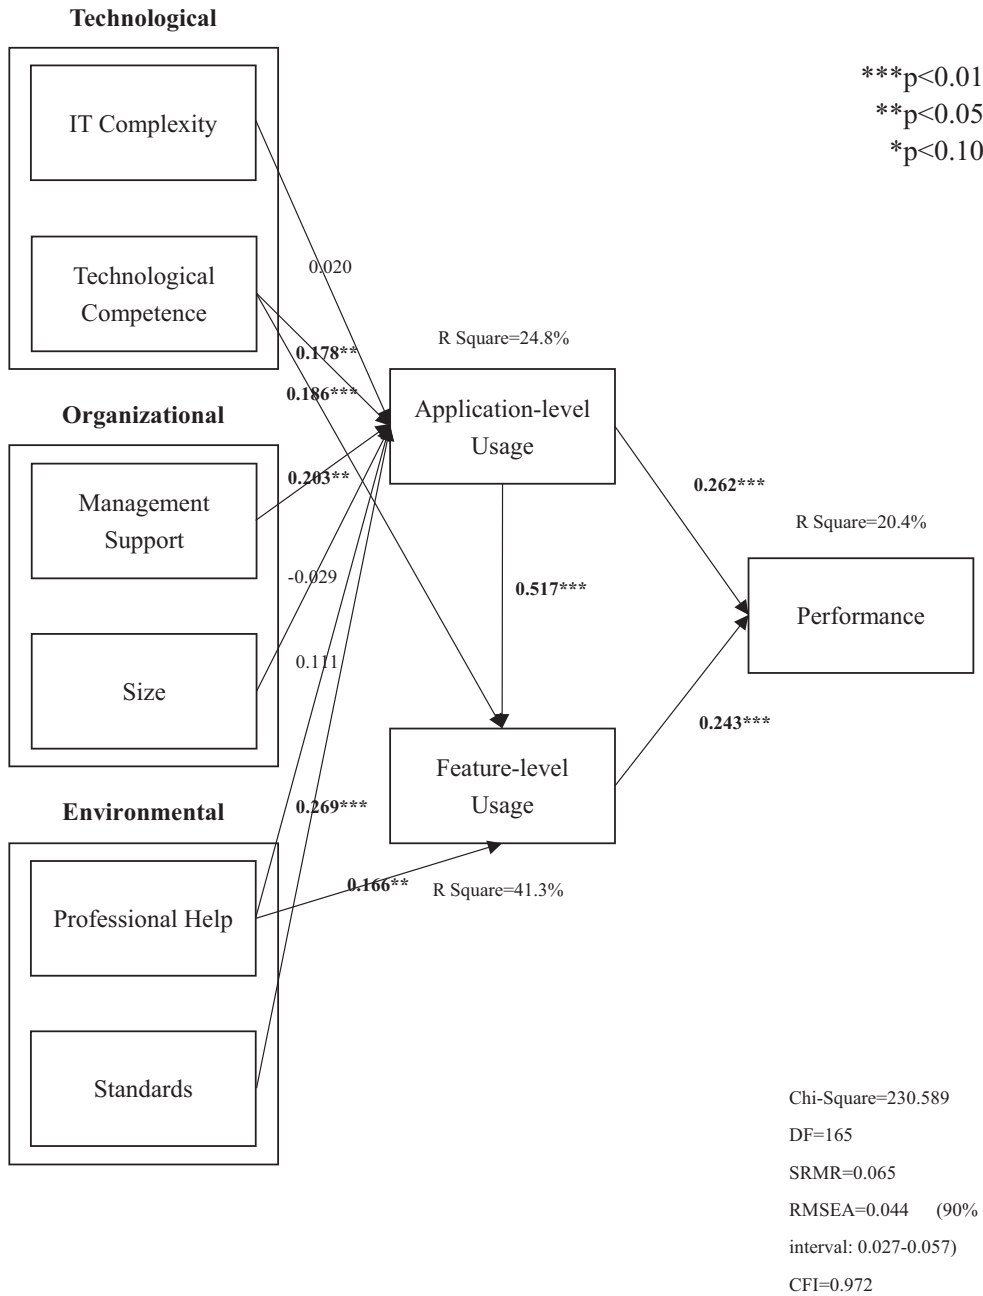 Technological
IT Complexity
***p<0.01
**p<0.05
*p<0.10
Technological
Competence
0.020
0.178**
0.186***
R Square=24.8%
Application-level
Usage
Organizational
Management
Support
0.203**
-0.029
Size
0.111
0.262***
R Square=20.4%
0.517***
Performance
0.243***
Feature-level
Usage
Environmental
0.269***
0.166**
R Square=41.3%
Professional Help
Standards
Chi-Square=230.589
DF=165
SRMR=0.065
RMSEA=0.044 (90%
interval: 0.027-0.057)
CFI=0.972